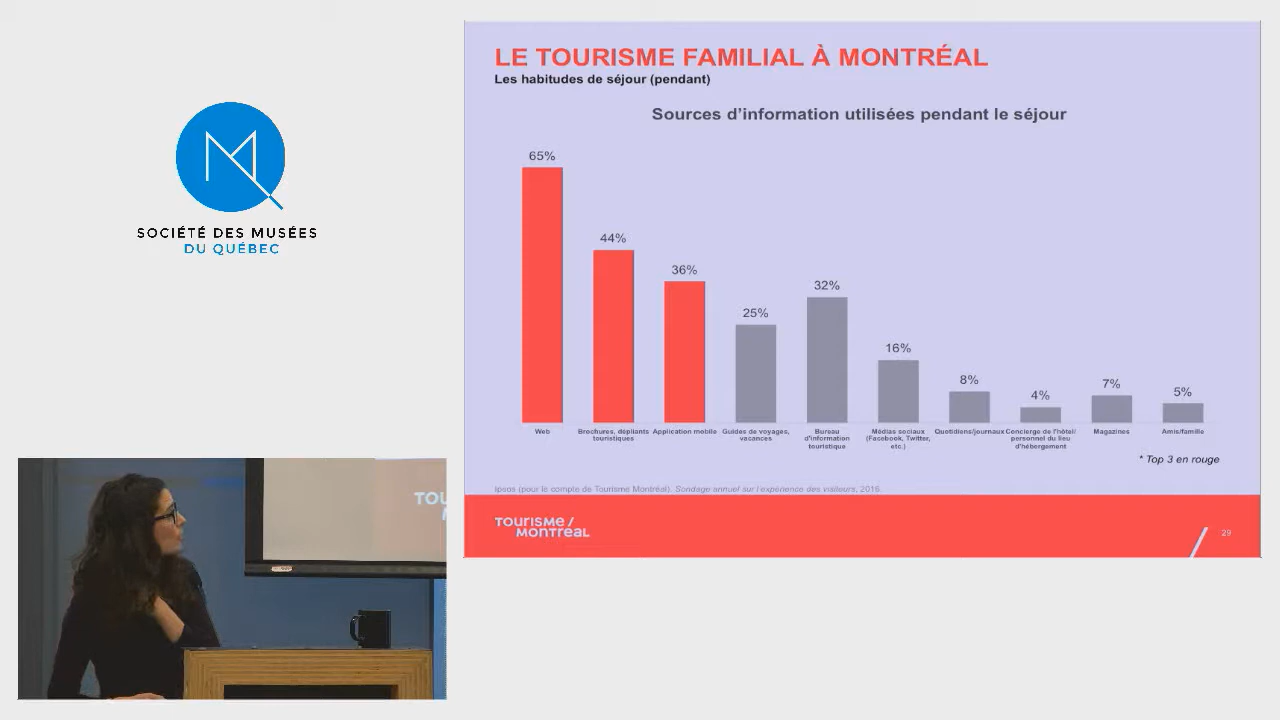 LE TOURISME FAMILIAL À MONTRÉAL
Les habitudes de séjour (pendant)
Sources d'information utilisées pendant le séjour
65%
44%
36%
25%
32%
16%
8%
4%
7%
5%
Web
Brochures, dépliants
touristiques
Application mobile
Guides de voyages,
vacances
Bureau
d'information
touristique
Médias sociaux
(Facebook, Twitter,
etc.)
Quotidiens/journaux
Concierge de l'hôtel/
personnel du lieu
d'hébergement
Magazines
Amis/famille
* Top 3 en rouge
Ipsos (pour le compte de Tourisme Montréal). Sondage annuel sur l'expérience des visiteurs, 2016.
TOURISME /
MONTRÉAL
29
SOCIÉTÉ DES MUSÉES
DU QUÉBEC
TOU